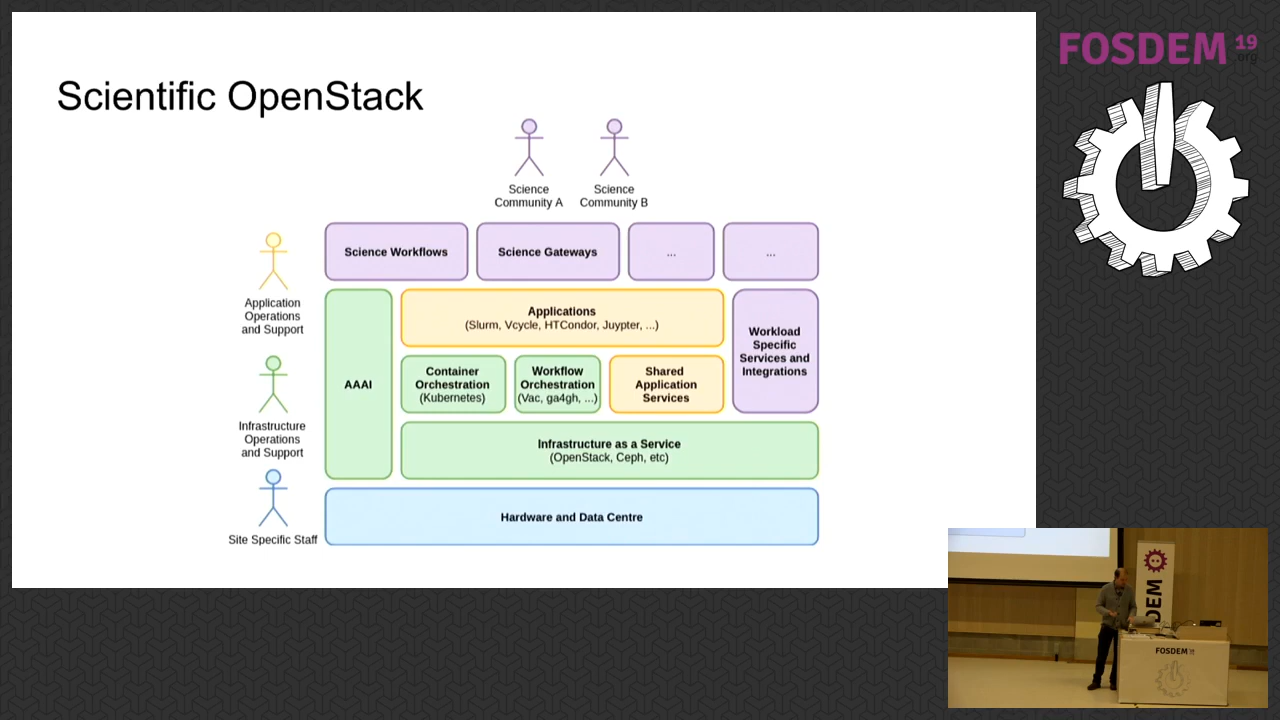 FOSDEM 19
.org
Scientific OpenStack
Science
Community A
Science
Community B
Science Workflows
Science Gateways
...
...
Application
Operations
and Support
AAAI
Applications
(Slurm, Vcycle, HTCondor, Juypter, ...)
Workload
Specific
Services and
Integrations
Container
Orchestration
(Kubernetes)
Workflow
Orchestration
(Vac, ga4gh, ...)
Shared
Application
Services
Infrastructure
Operations
and Support
Infrastructure as a Service
(OpenStack, Ceph, etc)
Site Specific Staff
Hardware and Data Centre
DEM
FOSDEM 19